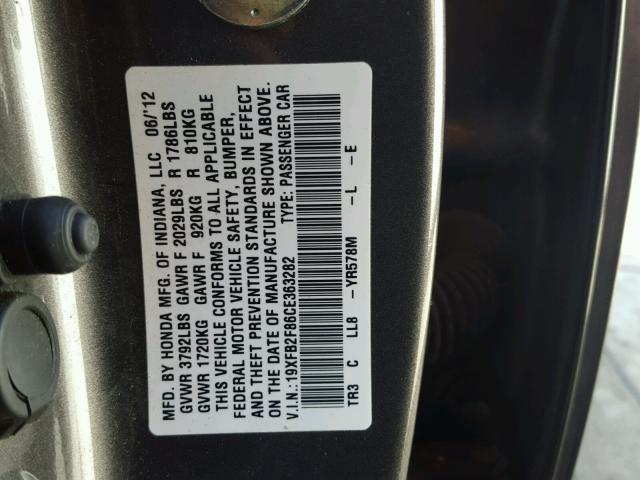 MFD. BY HONDA MFG. OF INDIANA, LLC 06/'12
GVWR 3792LBS GAWR F 2029LBS R 1786LBS
GVWR 1720KG GAWR F 920KG R 810KG
THIS VEHICLE CONFORMS TO ALL APPLICABLE
FEDERAL MOTOR VEHICLE SAFETY, BUMPER,
AND THEFT PREVENTION STANDARDS IN EFFECT
ON THE DATE OF MANUFACTURE SHOWN ABOVE.
V.I.N.:19XFB2F86CE363282 TYPE: PASSENGER CAR
TR3 C LL8 -YR578M -L -E